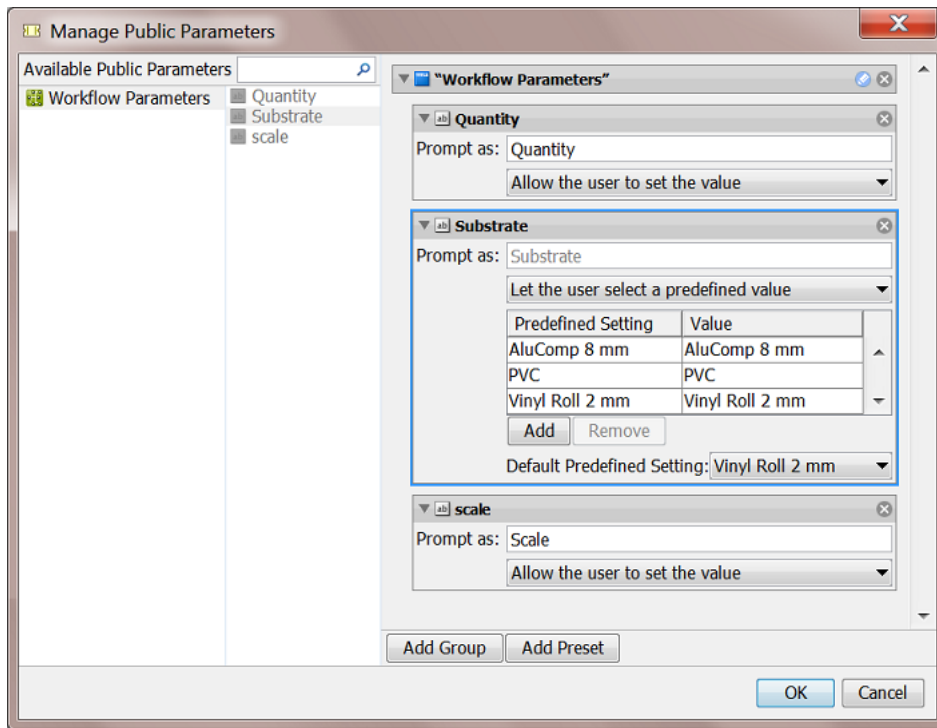 Manage Public Parameters
X
Available Public Parameters
Workflow Parameters
Quantity
Substrate
scale
"Workflow Parameters"
Quantity
Prompt as: Quantity
Allow the user to set the value
Substrate
Prompt as: Substrate
Let the user select a predefined value
Predefined Setting Value
AluComp 8 mm AluComp 8 mm
PVC PVC
Vinyl Roll 2 mm Vinyl Roll 2 mm
Add Remove
Default Predefined Setting: Vinyl Roll 2 mm
scale
Prompt as: Scale
Allow the user to set the value
Add Group Add Preset
OK Cancel